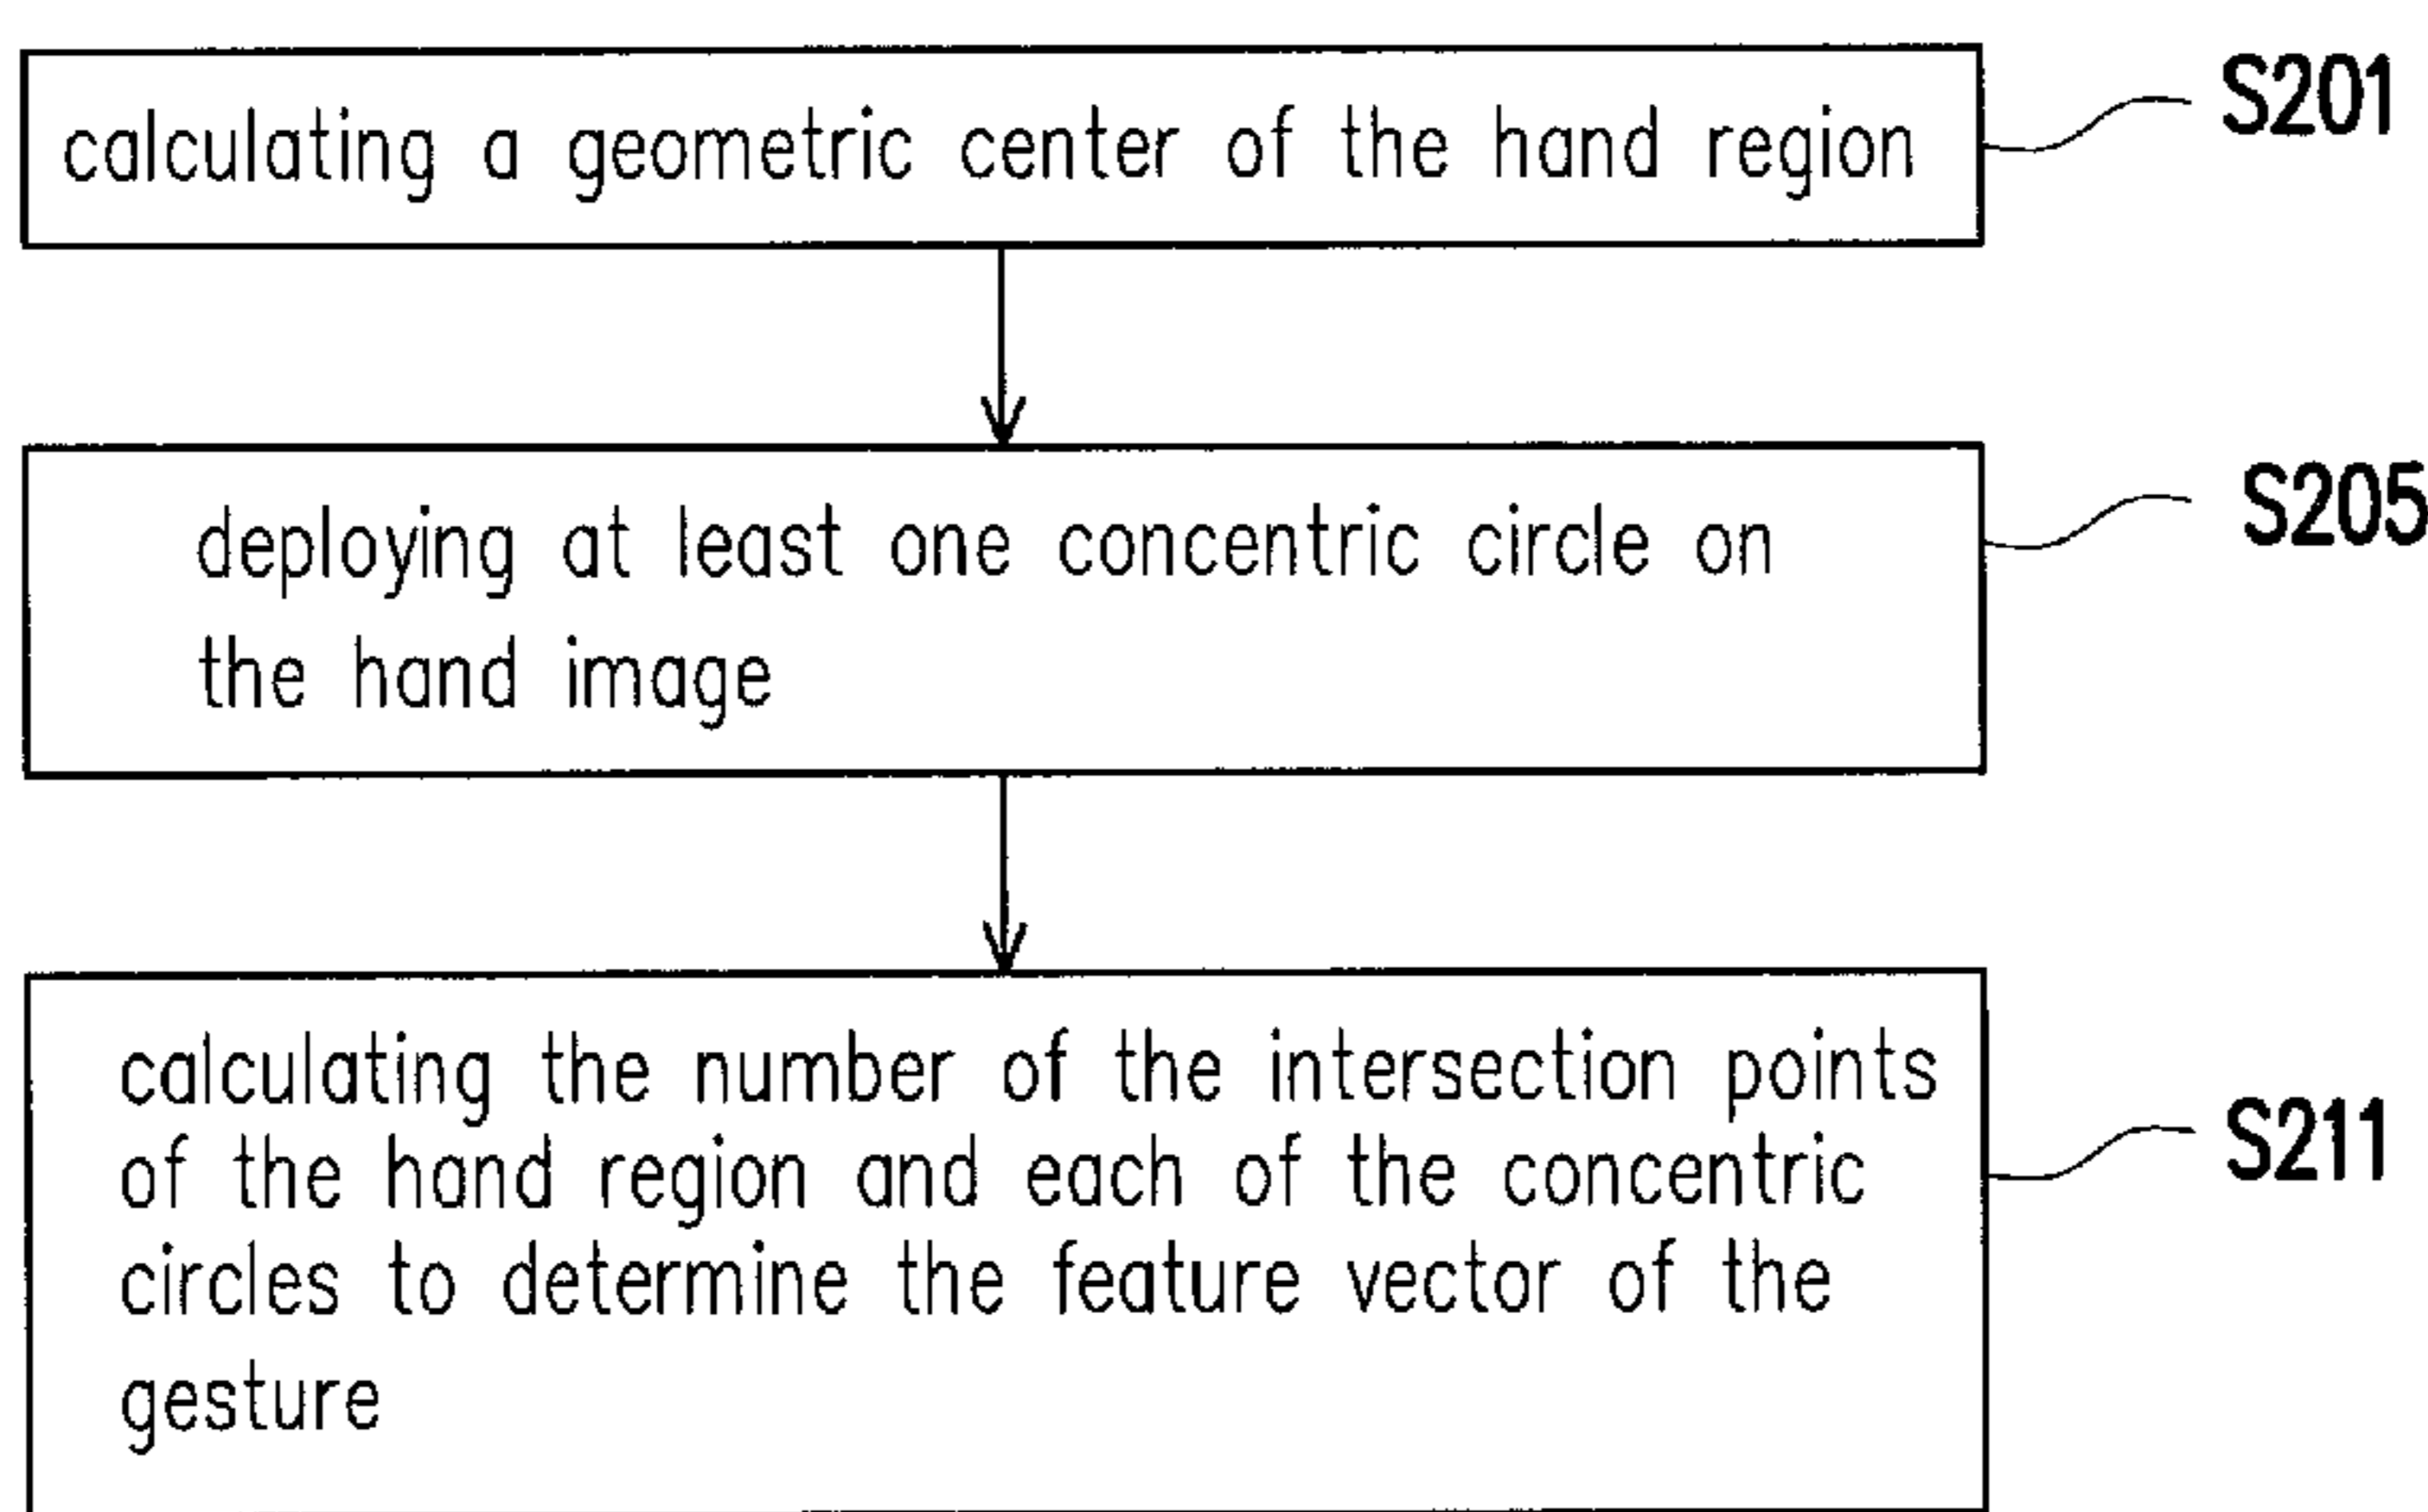 calculating a geometric center of the hand region
S201
deploying at least one concentric circle on
the hand image
S205
calculating the number of the intersection points
of the hand region and each of the concentric
circles to determine the feature vector of the
gesture
S211